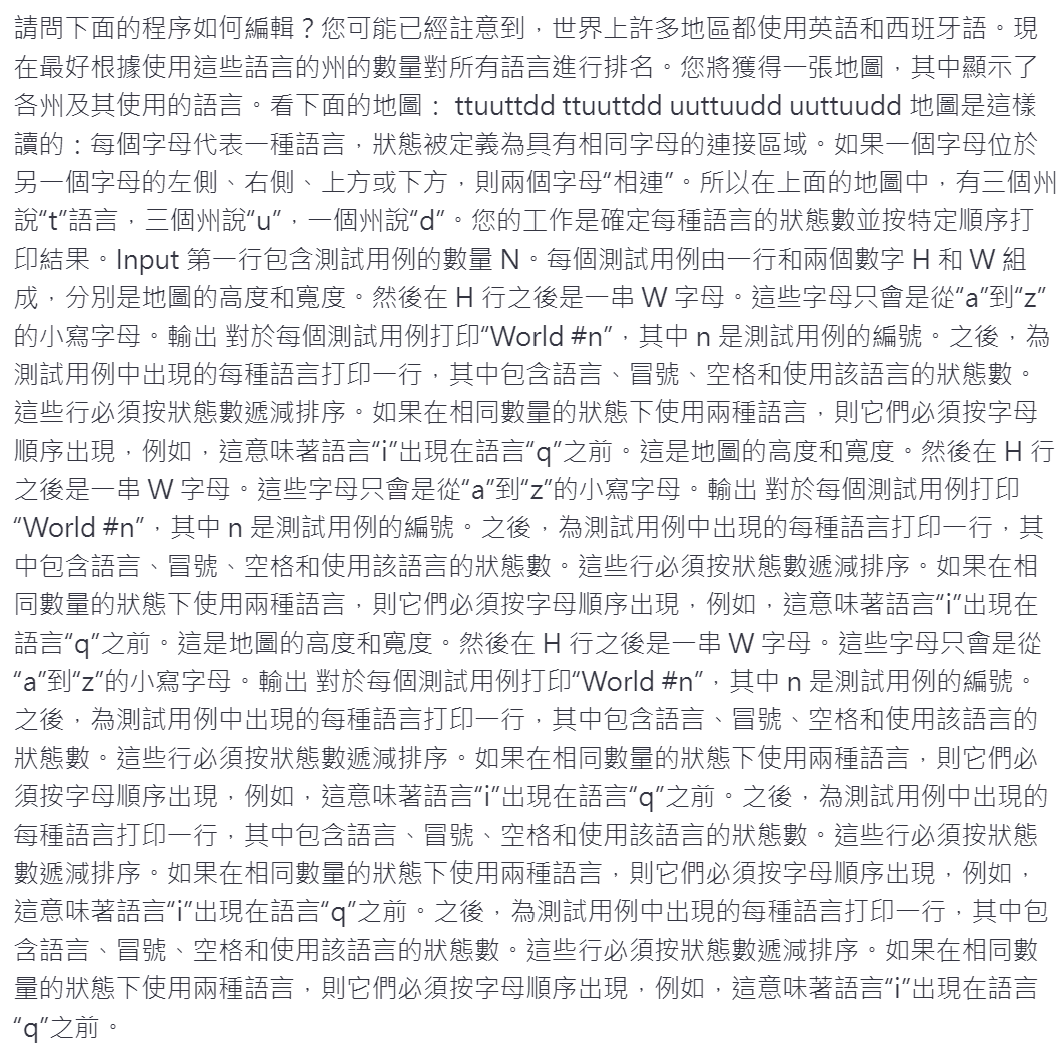 請問下面的程序如何編輯？您可能已經註意到，世界上許多地區都使用英語和西班牙語。現
在最好根據使用這些語言的州的數量對所有語言進行排名。您將獲得一張地圖，其中顯示了
各州及其使用的語言。看下面的地圖： ttuuttdd ttuuttdd uuttuudd uuttuudd 地圖是這樣
讀的：每個字母代表一種語言，狀態被定義為具有相同字母的連接區域。如果一個字母位於
另一個字母的左側、右側、上方或下方，則兩個字母“相連”。所以在上面的地圖中，有三個州
說“t”語言，三個州說“u”，一個州說“d”。您的工作是確定每種語言的狀態數並按特定順序打
印結果。Input 第一行包含測試用例的數量 N。每個測試用例由一行和兩個數字 H 和 W 組
成，分別是地圖的高度和寬度。然後在 H 行之後是一串 W 字母。這些字母只會是從“a”到“z”
的小寫字母。輸出 對於每個測試用例打印“World #n”，其中 n 是測試用例的編號。之後，為
測試用例中出現的每種語言打印一行，其中包含語言、冒號、空格和使用該語言的狀態數。
這些行必須按狀態數遞減排序。如果在相同數量的狀態下使用兩種語言，則它們必須按字母
順序出現，例如，這意味著語言“i”出現在語言“q”之前。這是地圖的高度和寬度。然後在 H 行
之後是一串 W 字母。這些字母只會是從“a”到“z”的小寫字母。輸出 對於每個測試用例打印
“World #n”，其中 n 是測試用例的編號。之後，為測試用例中出現的每種語言打印一行，其
中包含語言、冒號、空格和使用該語言的狀態數。這些行必須按狀態數遞減排序。如果在相
同數量的狀態下使用兩種語言，則它們必須按字母順序出現，例如，這意味著語言“i”出現在
語言“q”之前。這是地圖的高度和寬度。然後在 H 行之後是一串 W 字母。這些字母只會是從
“a”到“z”的小寫字母。輸出 對於每個測試用例打印“World #n”，其中 n 是測試用例的編號。
之後，為測試用例中出現的每種語言打印一行，其中包含語言、冒號、空格和使用該語言的
狀態數。這些行必須按狀態數遞減排序。如果在相同數量的狀態下使用兩種語言，則它們必
須按字母順序出現，例如，這意味著語言“i”出現在語言“q”之前。之後，為測試用例中出現的
每種語言打印一行，其中包含語言、冒號、空格和使用該語言的狀態數。這些行必須按狀態
數遞減排序。如果在相同數量的狀態下使用兩種語言，則它們必須按字母順序出現，例如，
這意味著語言“i”出現在語言“q”之前。之後，為測試用例中出現的每種語言打印一行，其中包
含語言、冒號、空格和使用該語言的狀態數。這些行必須按狀態數遞減排序。如果在相同數
量的狀態下使用兩種語言，則它們必須按字母順序出現，例如，這意味著語言“i”出現在語言
“q”之前。